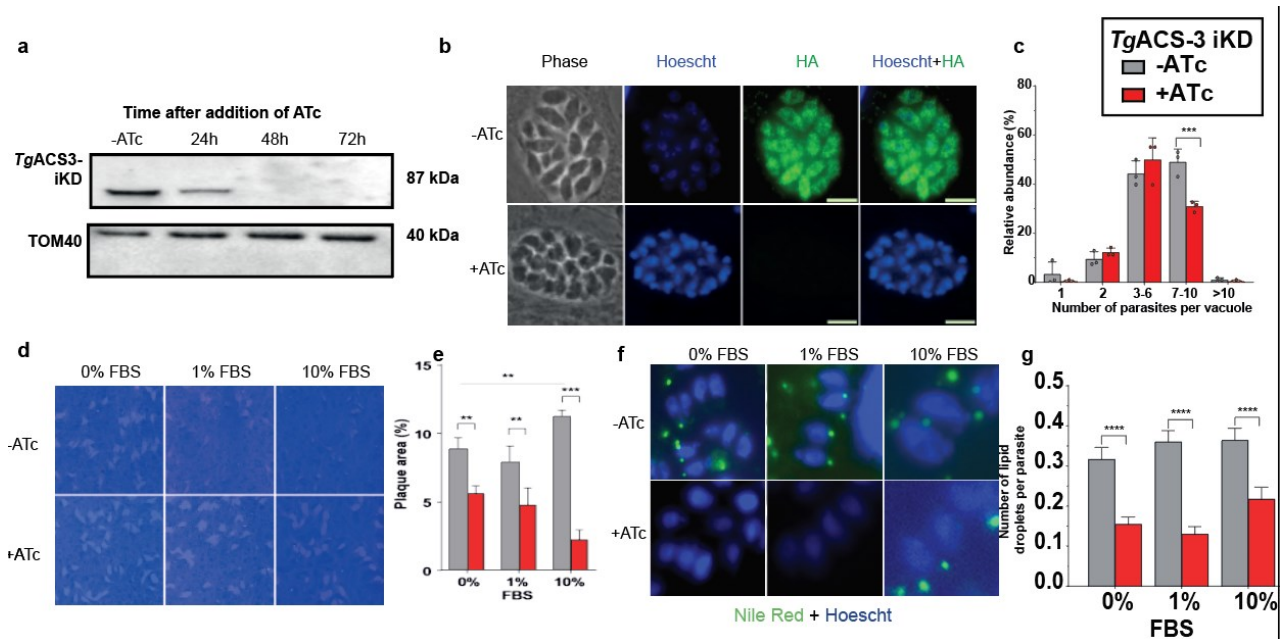 a
Time after addition of ATc
-ATc 24h 48h 72h
TgACS3-
iKD
87 kDa
TOM40
40 kDa
b
Phase Hoescht HA Hoescht+HA
-ATc
+ATc
c
TgACS-3 iKD
-ATc
+ATc
Relative abundance (%)
80
60
40
20
0
***
1 2 3-6 7-10 >10
Number of parasites per vacuole
d
0% FBS 1% FBS 10% FBS
-ATc
+ATc
e
Plaque area (%)
15
10
5
0
**
** ** ***
0% 1% 10%
FBS
f
0% FBS 1% FBS 10% FBS
-ATc
+ATc
Nile Red + Hoescht
g
Number of lipid
droplets per parasite
0.5
0.4
0.3
0.2
0.1
0.0
**** **** ****
0% 1% 10%
FBS